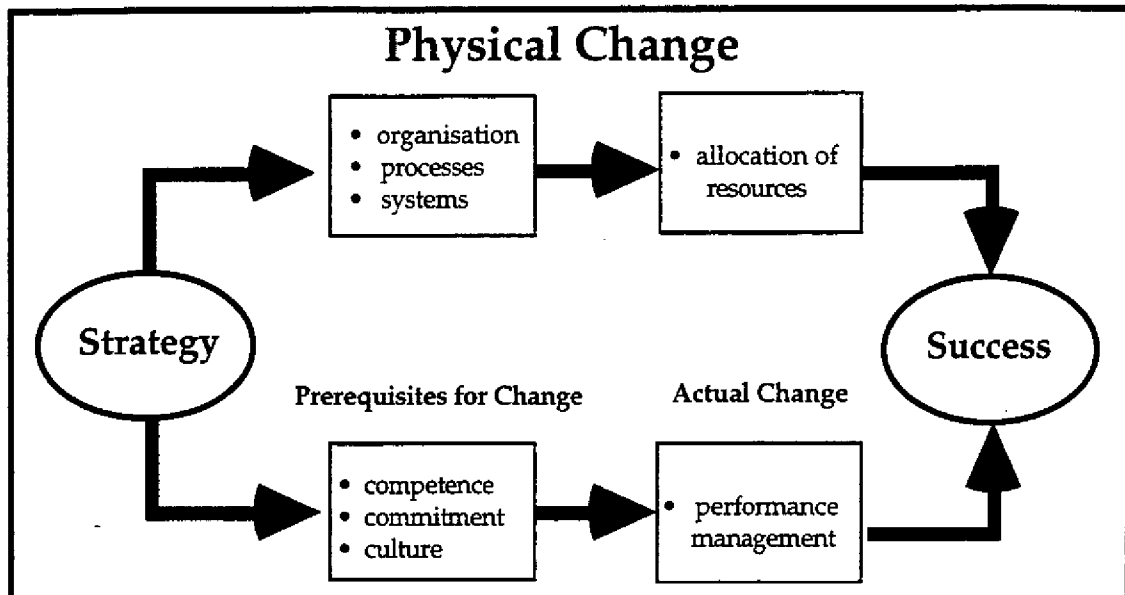 Physical Change
• organisation
• processes
• systems
• allocation of
resources
Strategy
Success
Prerequisites for Change
Actual Change
• competence
• commitment
• culture
• performance
management